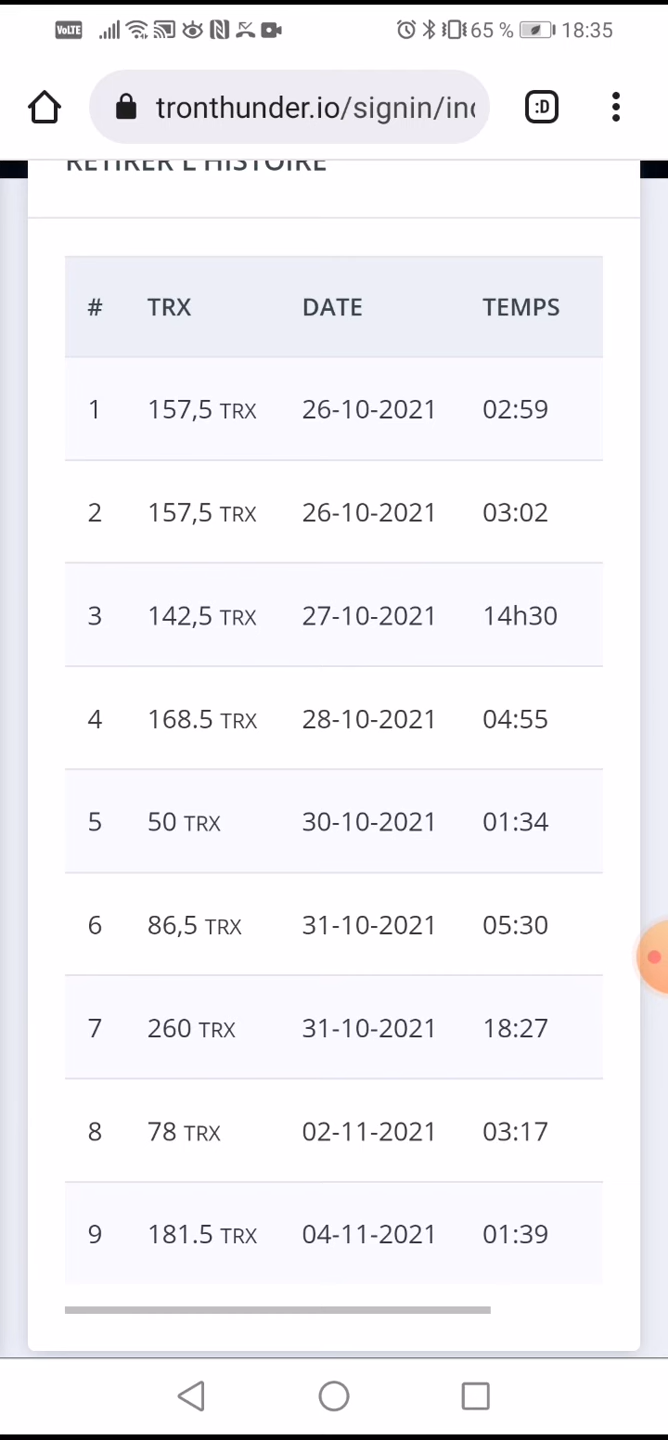 VoLTE 65 % 18:35
tronthunder.io/signin/in
:D
RETIRER L'HISTOIRE
# TRX DATE TEMPS
1 157,5 TRX 26-10-2021 02:59
2 157,5 TRX 26-10-2021 03:02
3 142,5 TRX 27-10-2021 14h30
4 168.5 TRX 28-10-2021 04:55
5 50 TRX 30-10-2021 01:34
6 86,5 TRX 31-10-2021 05:30
7 260 TRX 31-10-2021 18:27
8 78 TRX 02-11-2021 03:17
9 181.5 TRX 04-11-2021 01:39